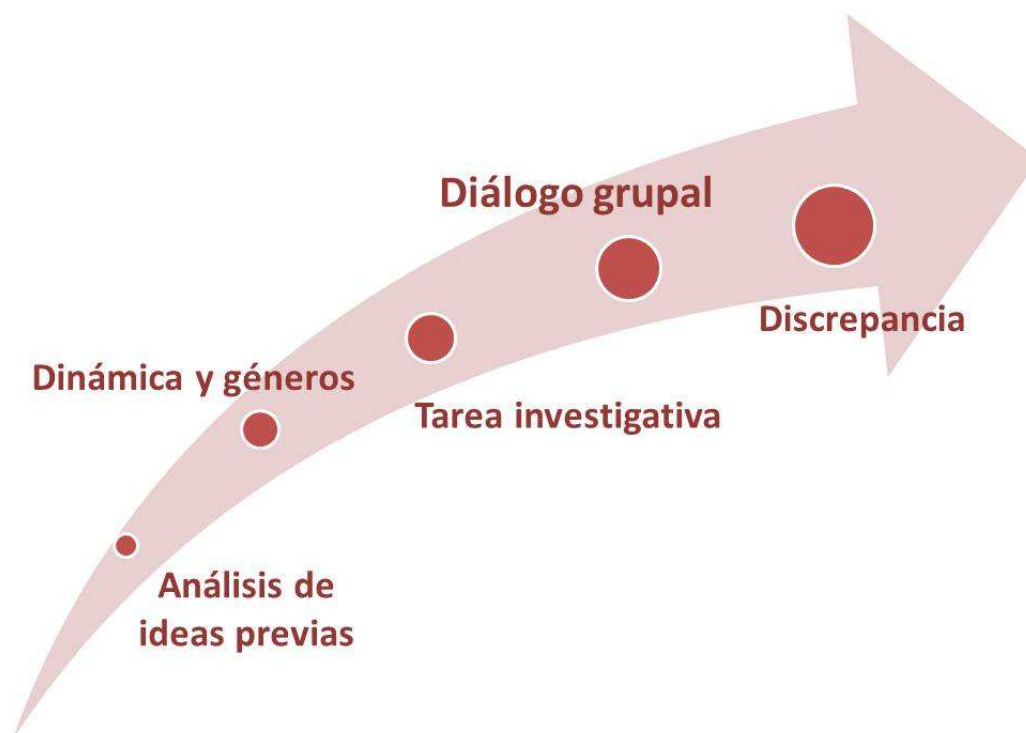 Diálogo grupal
Discrepancia
Dinámica y géneros
Tarea investigativa
Análisis de
ideas previas